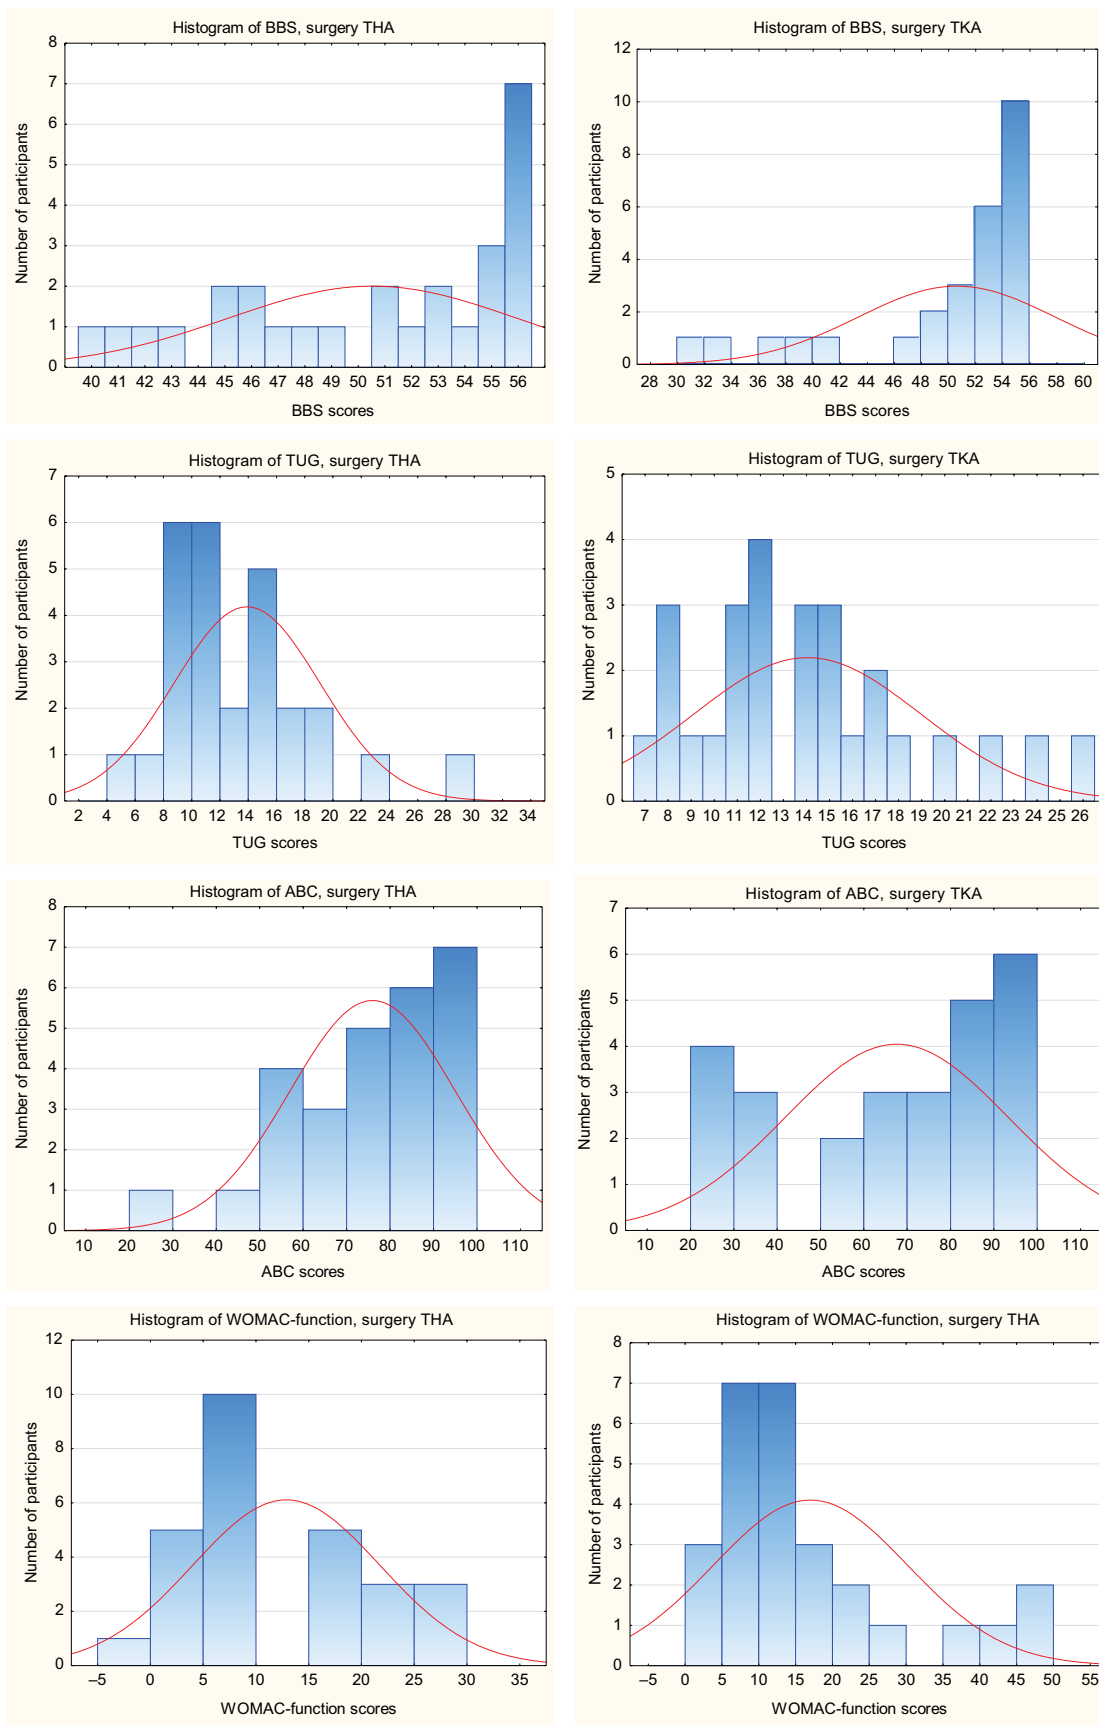 Histogram of BBS, surgery THA
8
7
6
5
4
3
2
1
0
Number of participants
40 41 42 43 44 45 46 47 48 49 50 51 52 53 54 55 56
BBS scores
Histogram of BBS, surgery TKA
12
10
8
6
4
2
0
Number of participants
28 30 32 34 36 38 40 42 44 46 48 50 52 54 56 58 60
BBS scores
Histogram of TUG, surgery THA
7
6
5
4
3
2
1
0
Number of participants
2 4 6 8 10 12 14 16 18 20 22 24 26 28 30 32 34
TUG scores
Histogram of TUG, surgery TKA
5
4
3
2
1
0
Number of participants
7 8 9 10 11 12 13 14 15 16 17 18 19 20 21 22 23 24 25 26
TUG scores
Histogram of ABC, surgery THA
8
7
6
5
4
3
2
1
0
Number of participants
10 20 30 40 50 60 70 80 90 100 110
ABC scores
Histogram of ABC, surgery TKA
7
6
5
4
3
2
1
0
Number of participants
10 20 30 40 50 60 70 80 90 100 110
ABC scores
Histogram of WOMAC-function, surgery THA
12
10
8
6
4
2
0
Number of participants
–5 0 5 10 15 20 25 30 35
WOMAC-function scores
Histogram of WOMAC-function, surgery THA
8
7
6
5
4
3
2
1
0
Number of participants
–5 0 5 10 15 20 25 30 35 40 45 50 55
WOMAC-function scores